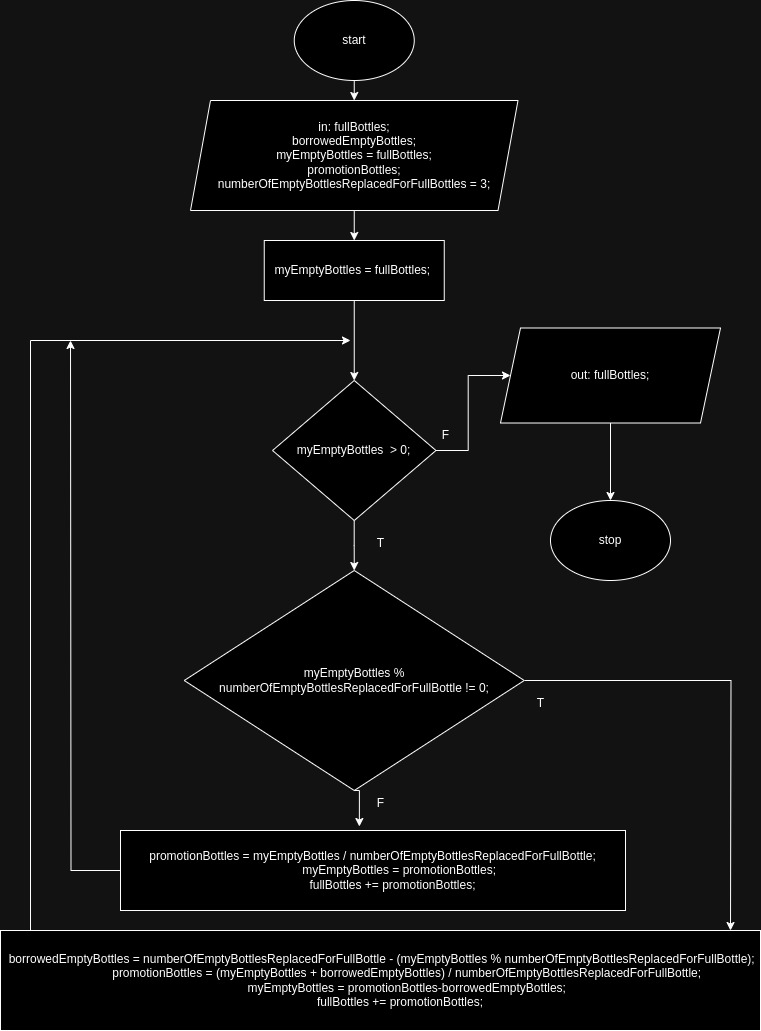 start
in: fullBottles;
borrowedEmptyBottles;
myEmptyBottles = fullBottles;
promotionBottles;
numberOfEmptyBottlesReplacedForFullBottles = 3;
myEmptyBottles = fullBottles;
out: fullBottles;
myEmptyBottles > 0;
F
T
stop
myEmptyBottles %
numberOfEmptyBottlesReplacedForFullBottle != 0;
T
F
promotionBottles = myEmptyBottles / numberOfEmptyBottlesReplacedForFullBottle;
myEmptyBottles = promotionBottles;
fullBottles += promotionBottles;
borrowedEmptyBottles = numberOfEmptyBottlesReplacedForFullBottle - (myEmptyBottles % numberOfEmptyBottlesReplacedForFullBottle);
promotionBottles = (myEmptyBottles + borrowedEmptyBottles) / numberOfEmptyBottlesReplacedForFullBottle;
myEmptyBottles = promotionBottles-borrowedEmptyBottles;
fullBottles += promotionBottles;